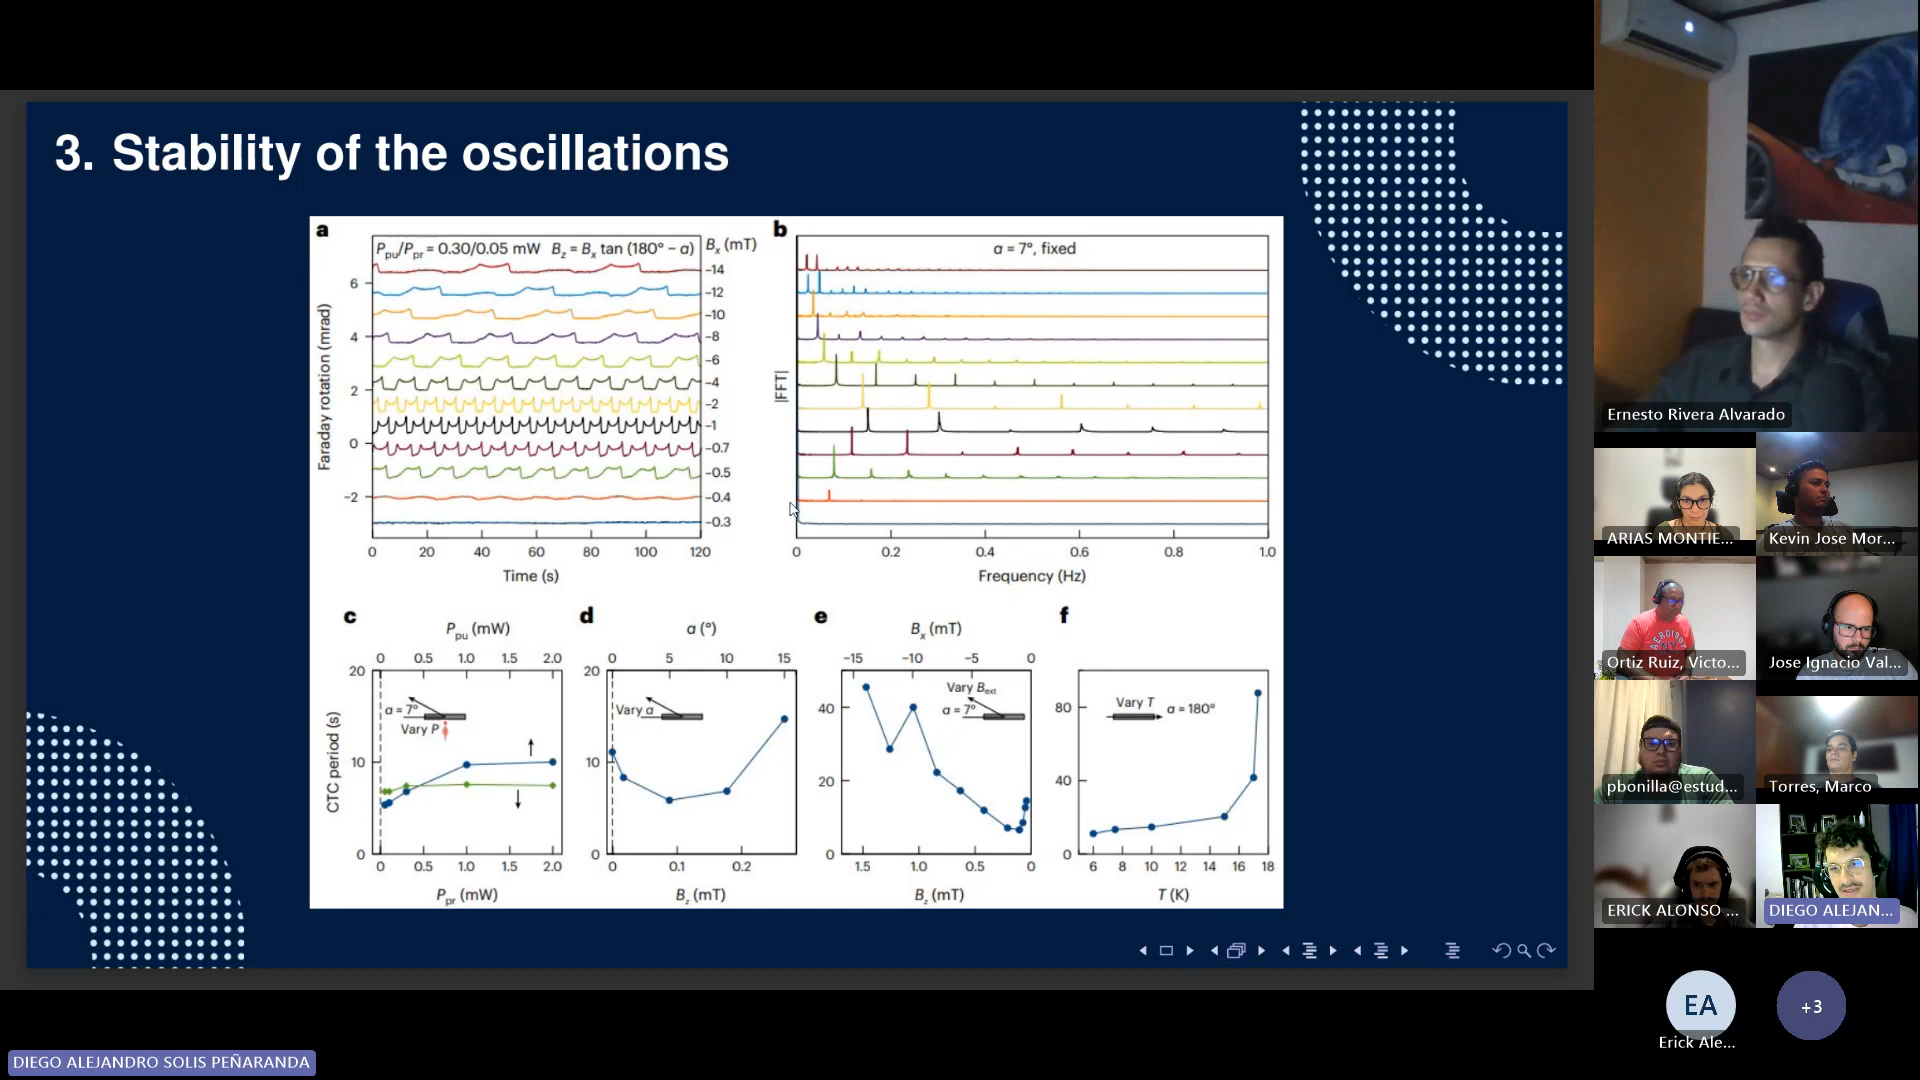 3. Stability of the oscillations
a
P_pu/P_pr = 0.30/0.05 mW B_z = B_x tan (180° − α)
B_x (mT)
−14
−12
−10
−8
−6
−4
−2
−1
−0.7
−0.5
−0.4
−0.3
6
4
2
0
−2
Faraday rotation (mrad)
0 20 40 60 80 100 120
Time (s)
b
α = 7°, fixed
|FFT|
0 0.2 0.4 0.6 0.8 1.0
Frequency (Hz)
c
P_pu (mW)
0 0.5 1.0 1.5 2.0
20
10
0
CTC period (s)
α = 7°
Vary P
0 0.5 1.0 1.5 2.0
P_pr (mW)
d
α (°)
0 5 10 15
20
10
0
Vary α
0 0.1 0.2
B_z (mT)
e
B_x (mT)
−15 −10 −5 0
40
20
0
Vary B_ext
α = 7°
1.5 1.0 0.5 0
B_z (mT)
f
80
40
0
Vary T
α = 180°
6 8 10 12 14 16 18
T (K)
Ernesto Rivera Alvarado
ARIAS MONTIE...
Kevin Jose Mor...
Ortiz Ruiz, Victo...
Jose Ignacio Val...
pbonilla@estud...
Torres, Marco
ERICK ALONSO ...
DIEGO ALEJAN...
EA
Erick Ale...
+3
DIEGO ALEJANDRO SOLIS PEÑARANDA